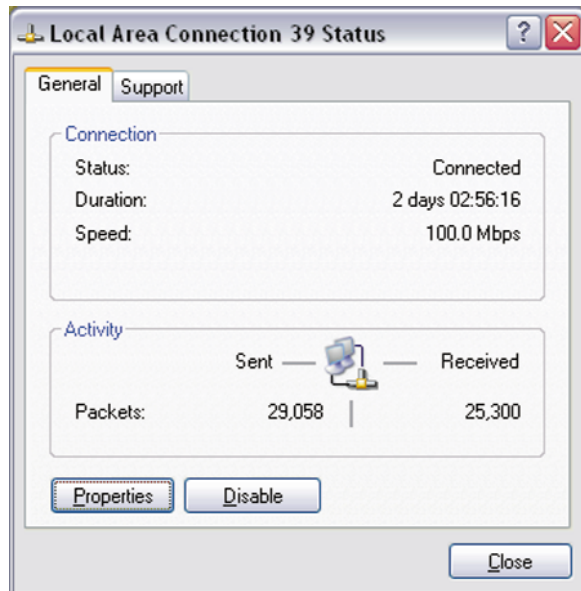 Local Area Connection 39 Status
General Support
Connection
Status: Connected
Duration: 2 days 02:56:16
Speed: 100.0 Mbps
Activity
Sent Received
Packets: 29,058 25,300
Properties Disable
Close